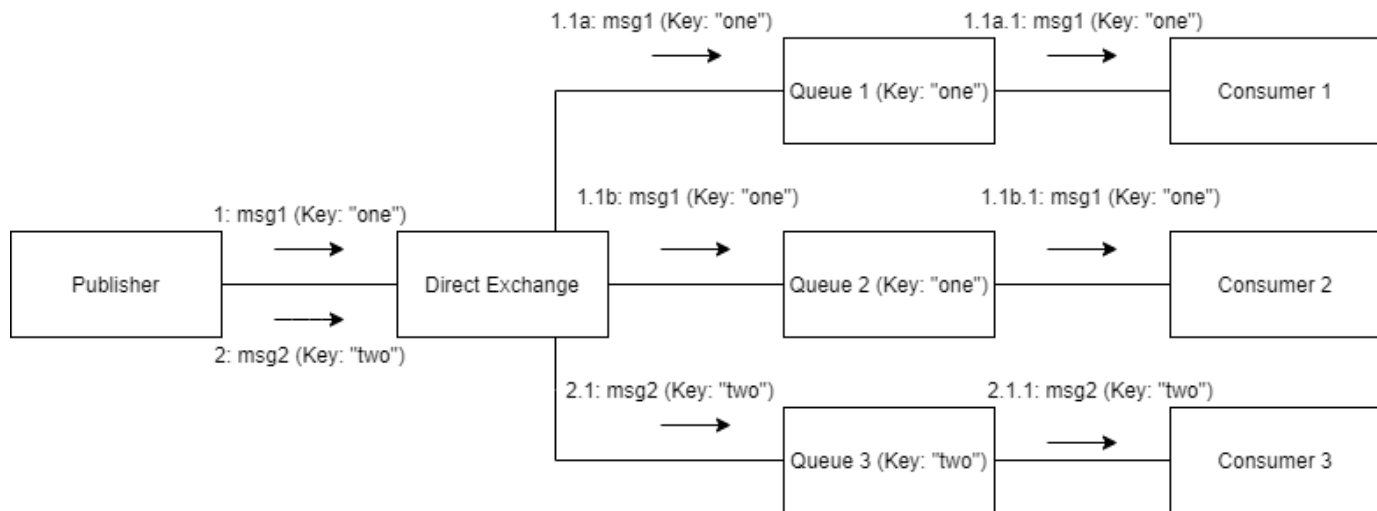 1.1a: msg1 (Key: "one")
1.1a.1: msg1 (Key: "one")
Queue 1 (Key: "one")
Consumer 1
1: msg1 (Key: "one")
1.1b: msg1 (Key: "one")
1.1b.1: msg1 (Key: "one")
Publisher
Direct Exchange
Queue 2 (Key: "one")
Consumer 2
2: msg2 (Key: "two")
2.1: msg2 (Key: "two")
2.1.1: msg2 (Key: "two")
Queue 3 (Key: "two")
Consumer 3